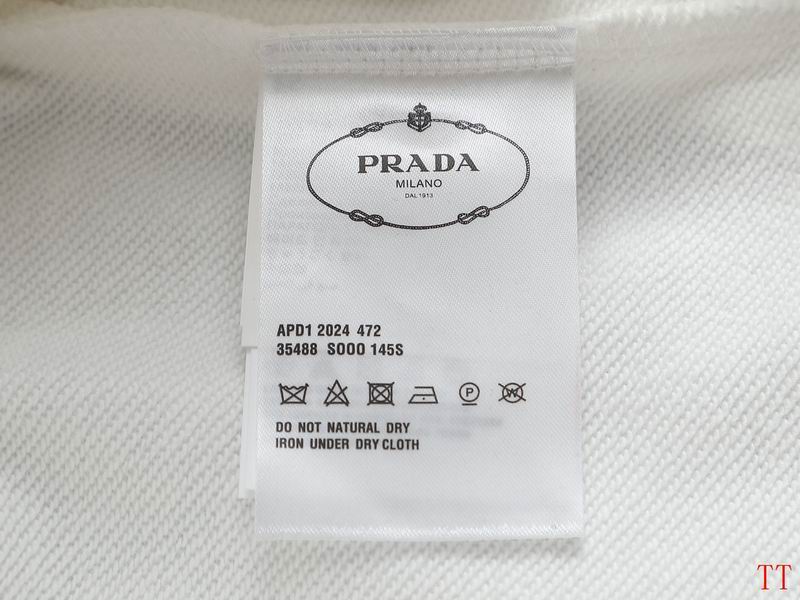 PRADA
MILANO
DAL 1913
APD1 2024 472
35488 SOOO 145S
P
W
DO NOT NATURAL DRY
IRON UNDER DRY CLOTH
TT